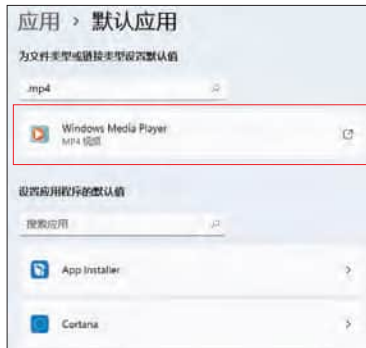 应用 › 默认应用
为文件类型或链接类型设置默认值
.mp4
Windows Media Player
MP4 视频
设置应用程序的默认值
搜索应用
App Installer
Cortana